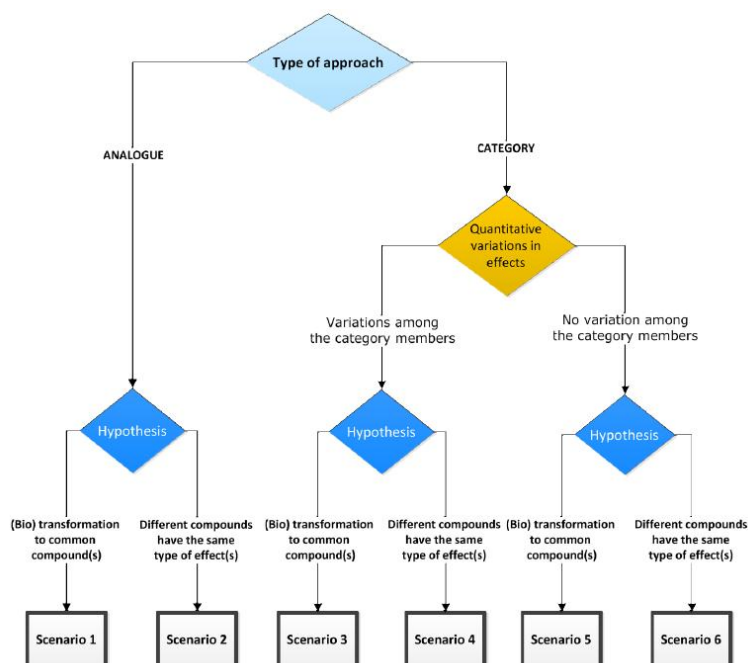 Type of approach
ANALOGUE
CATEGORY
Quantitative
variations in
effects
Variations among
the category members
No variation among
the category members
Hypothesis
Hypothesis
Hypothesis
(Bio) transformation
to common
compound(s)
Different compounds
have the same
type of effect(s)
(Bio) transformation
to common
compound(s)
Different compounds
have the same
type of effect(s)
(Bio) transformation
to common
compound(s)
Different compounds
have the same
type of effect(s)
Scenario 1
Scenario 2
Scenario 3
Scenario 4
Scenario 5
Scenario 6